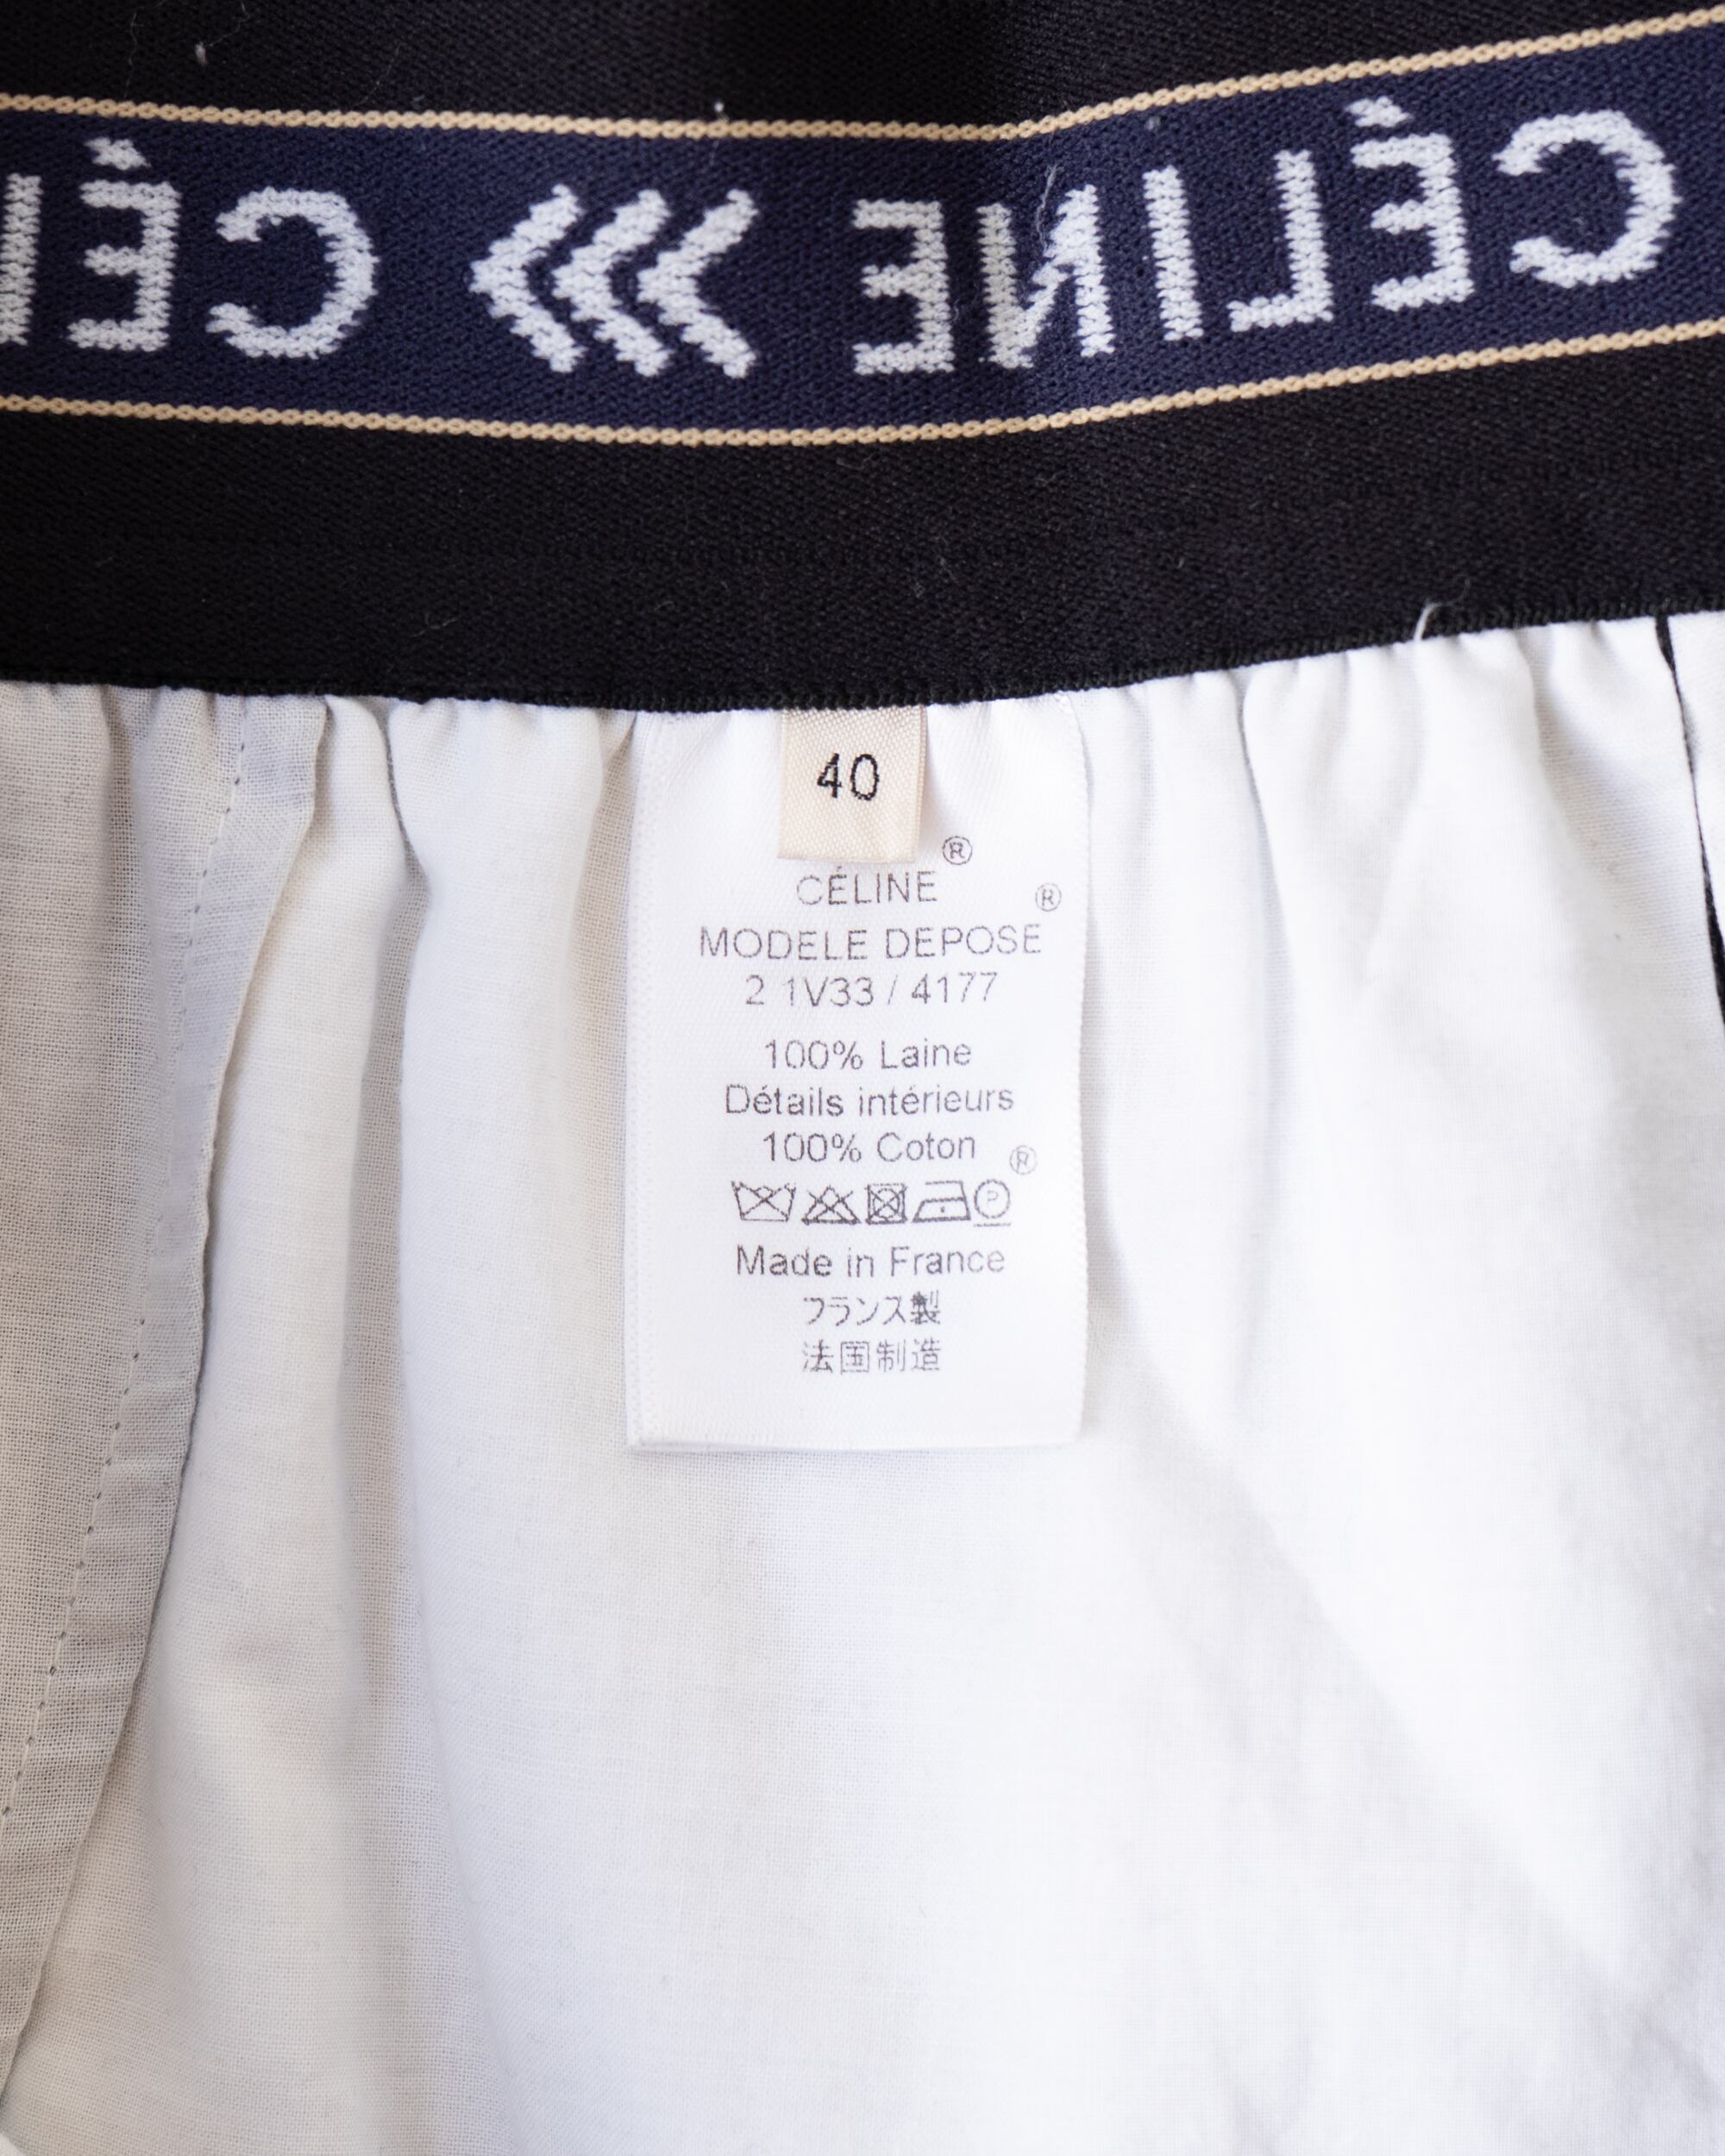 CÉLINE CÉ
40
®
CÉLINE
®
MODELE DEPOSE
2 1V33 / 4177
100% Laine
Détails intérieurs
100% Coton
®
P
Made in France
フランス製
法国制造